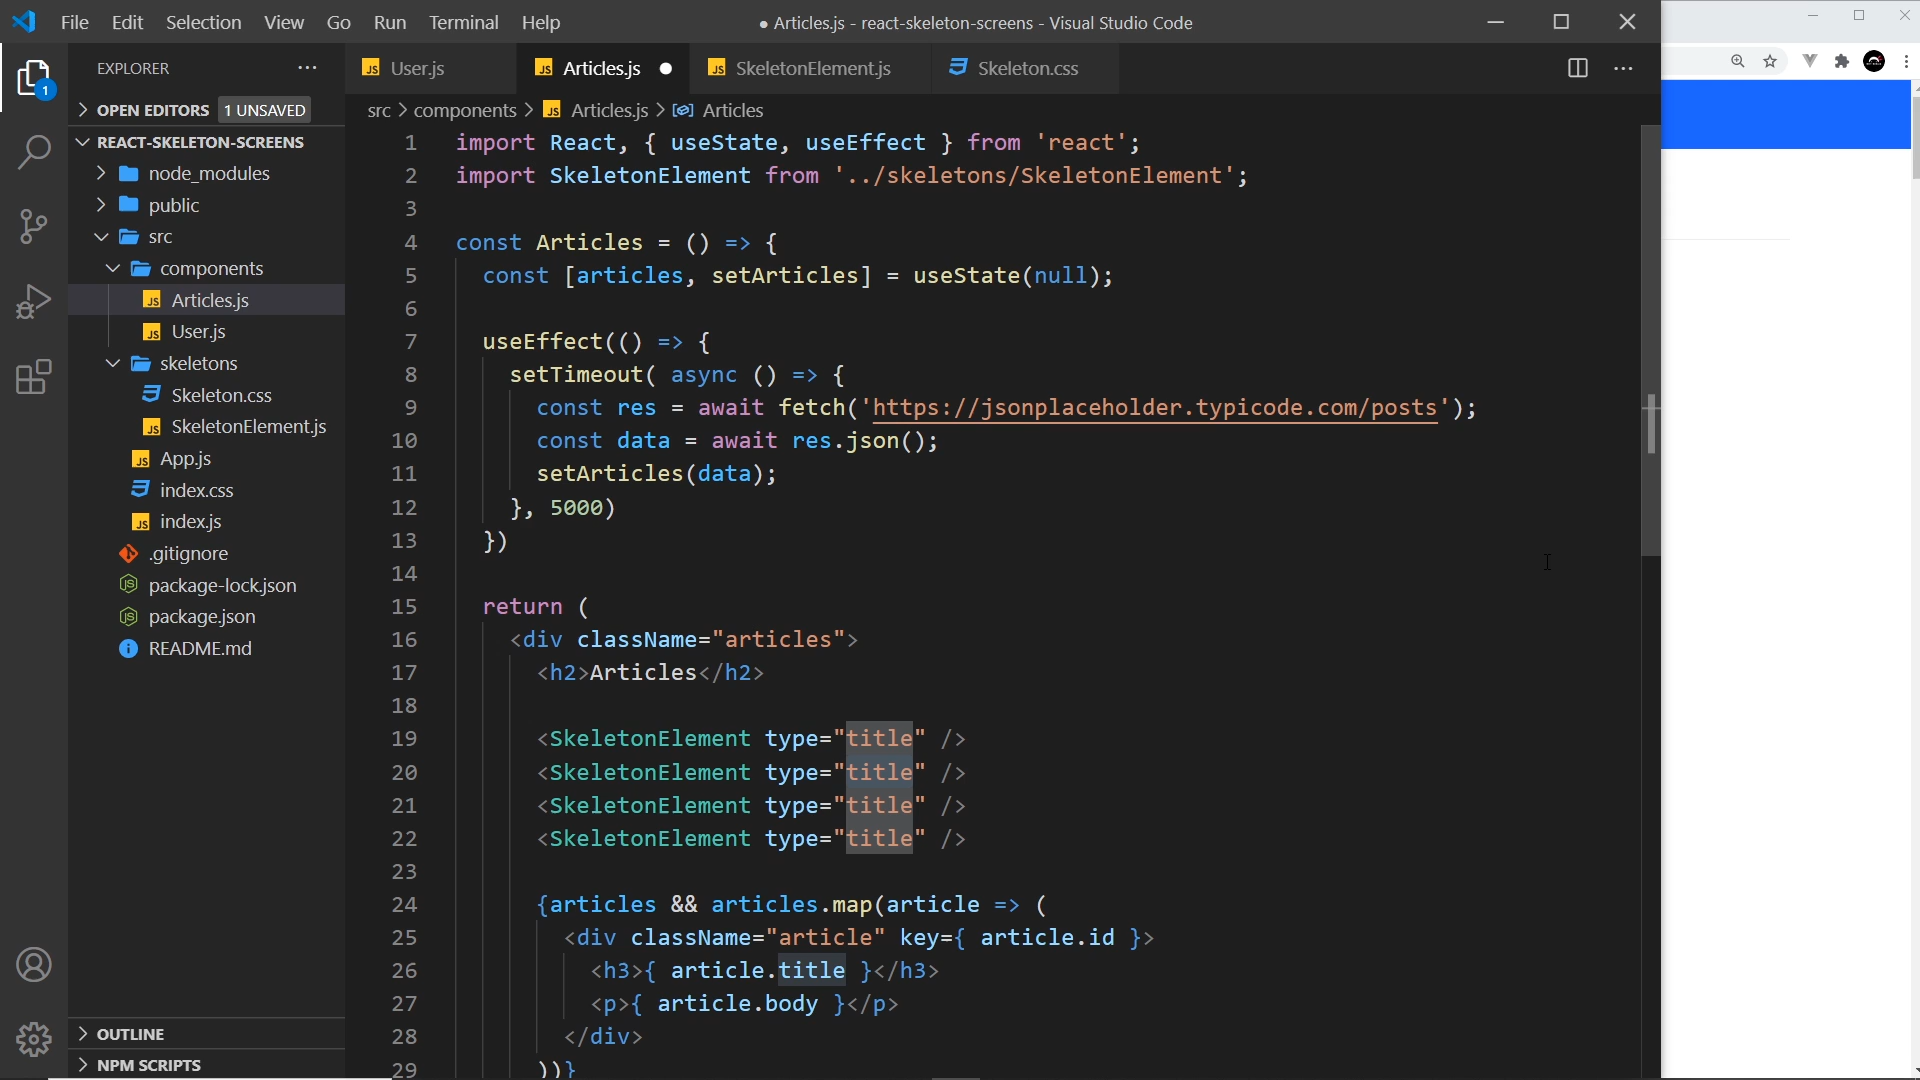 File Edit Selection View Go Run Terminal Help
● Articles.js - react-skeleton-screens - Visual Studio Code
EXPLORER
User.js
Articles.js
SkeletonElement.js
Skeleton.css
OPEN EDITORS 1 UNSAVED
src > components > Articles.js > Articles
1
REACT-SKELETON-SCREENS
node_modules
public
src
components
Articles.js
User.js
skeletons
Skeleton.css
SkeletonElement.js
App.js
index.css
index.js
.gitignore
package-lock.json
package.json
README.md
OUTLINE
NPM SCRIPTS
1 import React, { useState, useEffect } from 'react';
2 import SkeletonElement from '../skeletons/SkeletonElement';
3
4 const Articles = () => {
5 const [articles, setArticles] = useState(null);
6
7 useEffect(() => {
8 setTimeout( async () => {
9 const res = await fetch('https://jsonplaceholder.typicode.com/posts');
10 const data = await res.json();
11 setArticles(data);
12 }, 5000)
13 })
14
15 return (
16 <div className="articles">
17 <h2>Articles</h2>
18
19 <SkeletonElement type="title" />
20 <SkeletonElement type="title" />
21 <SkeletonElement type="title" />
22 <SkeletonElement type="title" />
23
24 {articles && articles.map(article => (
25 <div className="article" key={ article.id }>
26 <h3>{ article.title }</h3>
27 <p>{ article.body }</p>
28 </div>
29 ))}